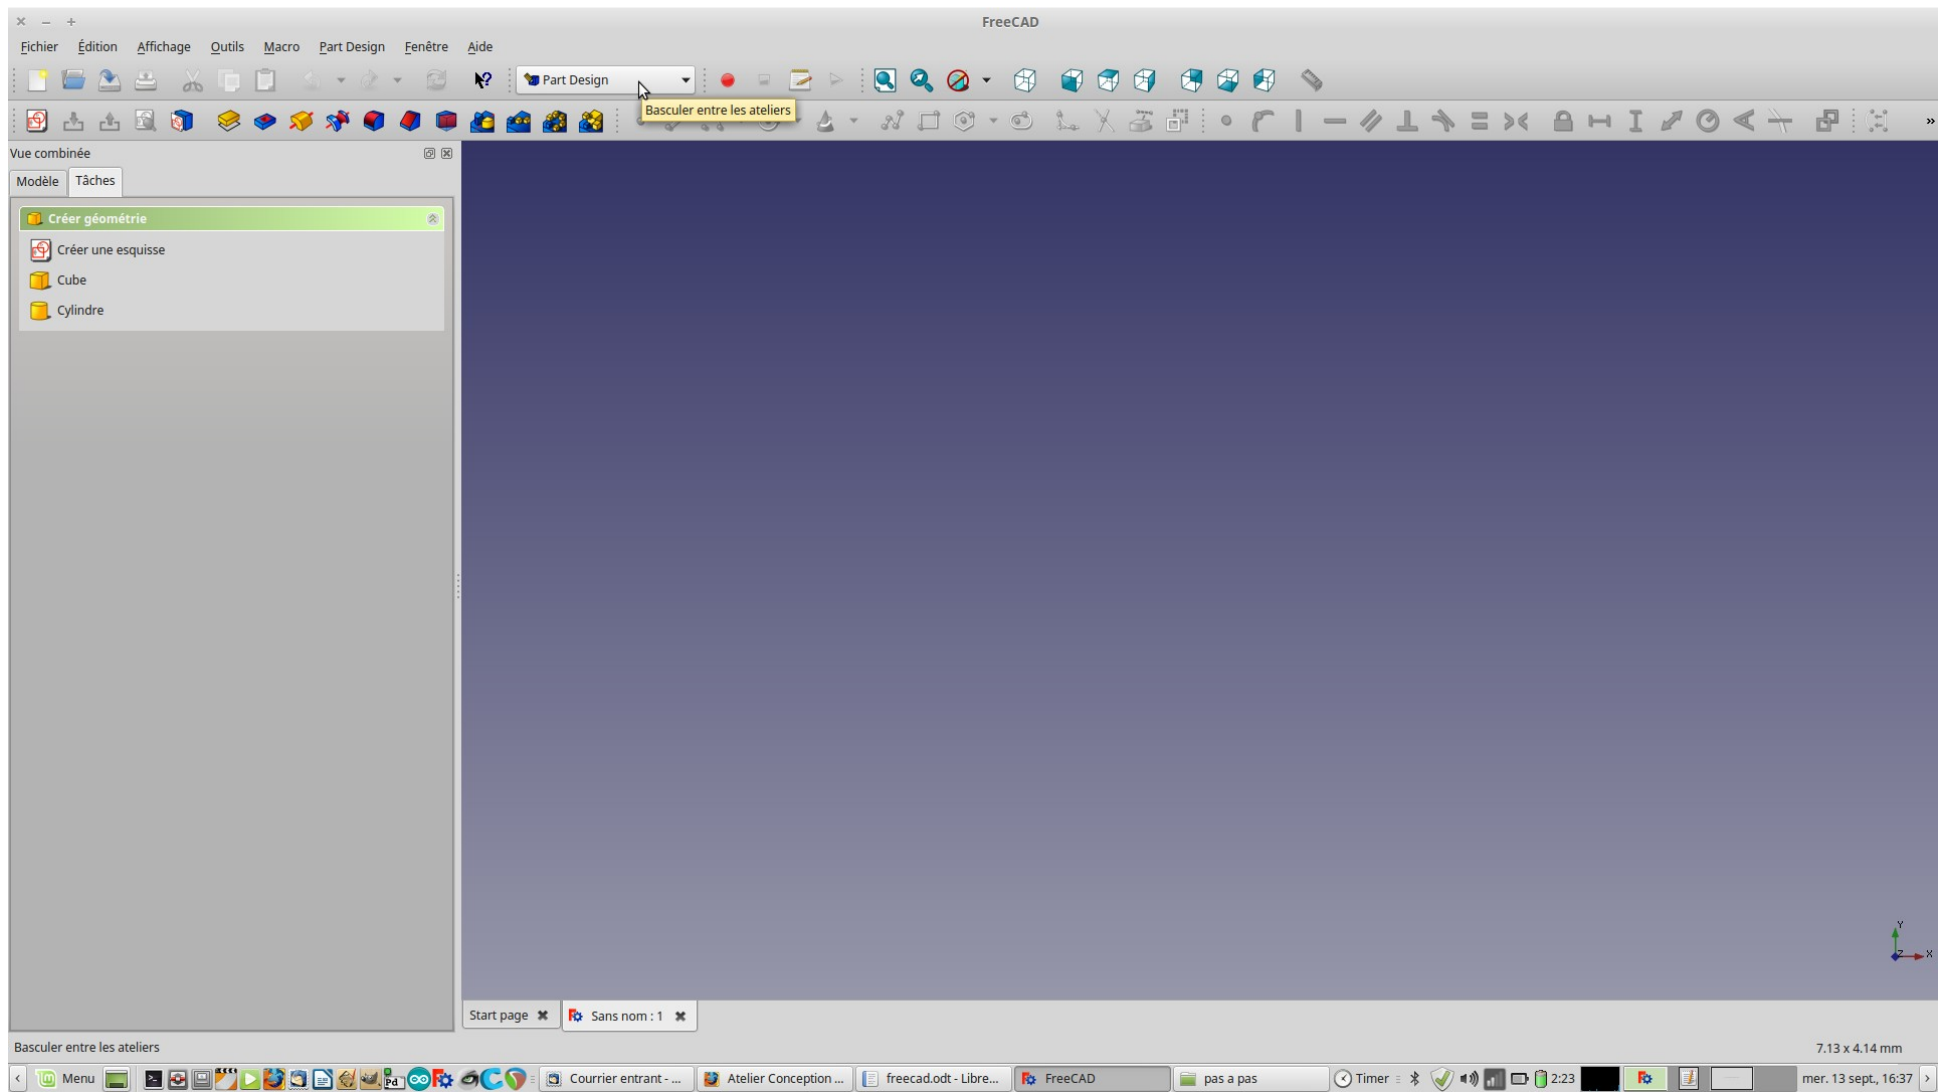 FreeCAD
Fichier Édition Affichage Outils Macro Part Design Fenêtre Aide
Part Design
Basculer entre les ateliers
Vue combinée
Modèle Tâches
Créer géométrie
Créer une esquisse
Cube
Cylindre
Y
Z X
Start page Sans nom : 1
Basculer entre les ateliers 7.13 x 4.14 mm
Menu Pd Courrier entrant - ... Atelier Conception ... freecad.odt - Libre... FreeCAD pas a pas Timer 2:23 mer. 13 sept., 16:37